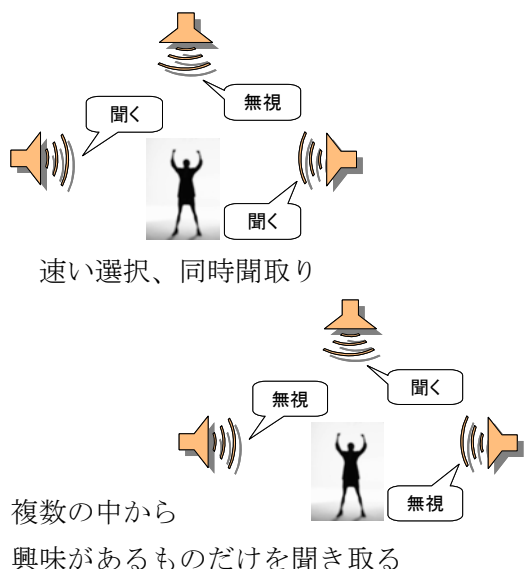 無視
聞く
聞く
速い選択、同時聞取り
聞く
無視
無視
複数の中から
興味があるものだけを聞き取る